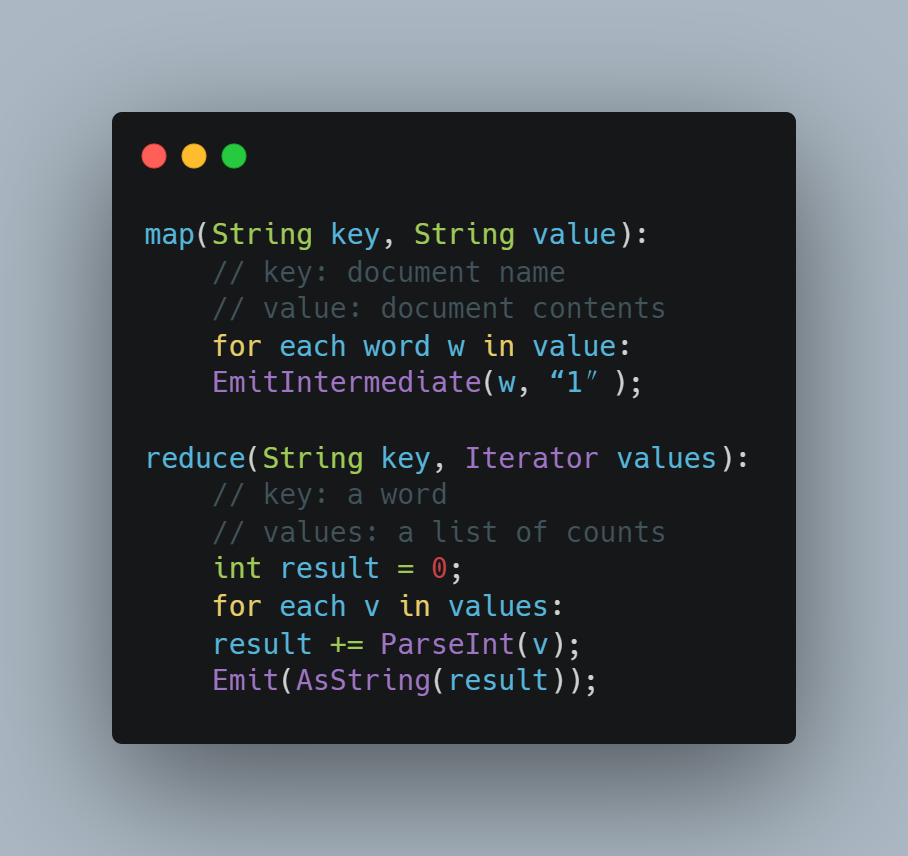 map(String key, String value):
    // key: document name
    // value: document contents
    for each word w in value:
    EmitIntermediate(w, “1″ );

reduce(String key, Iterator values):
    // key: a word
    // values: a list of counts
    int result = 0;
    for each v in values:
    result += ParseInt(v);
    Emit(AsString(result));